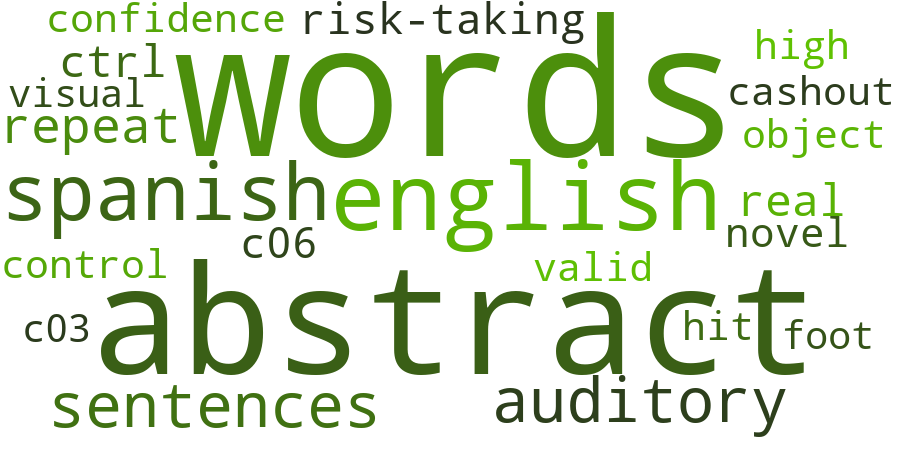 confidence risk-taking
words
high
ctrl
cashout
visual
repeat
object
spanish english
real
novel
c06
control
valid
abstract
c03
hit
foot
sentences
auditory